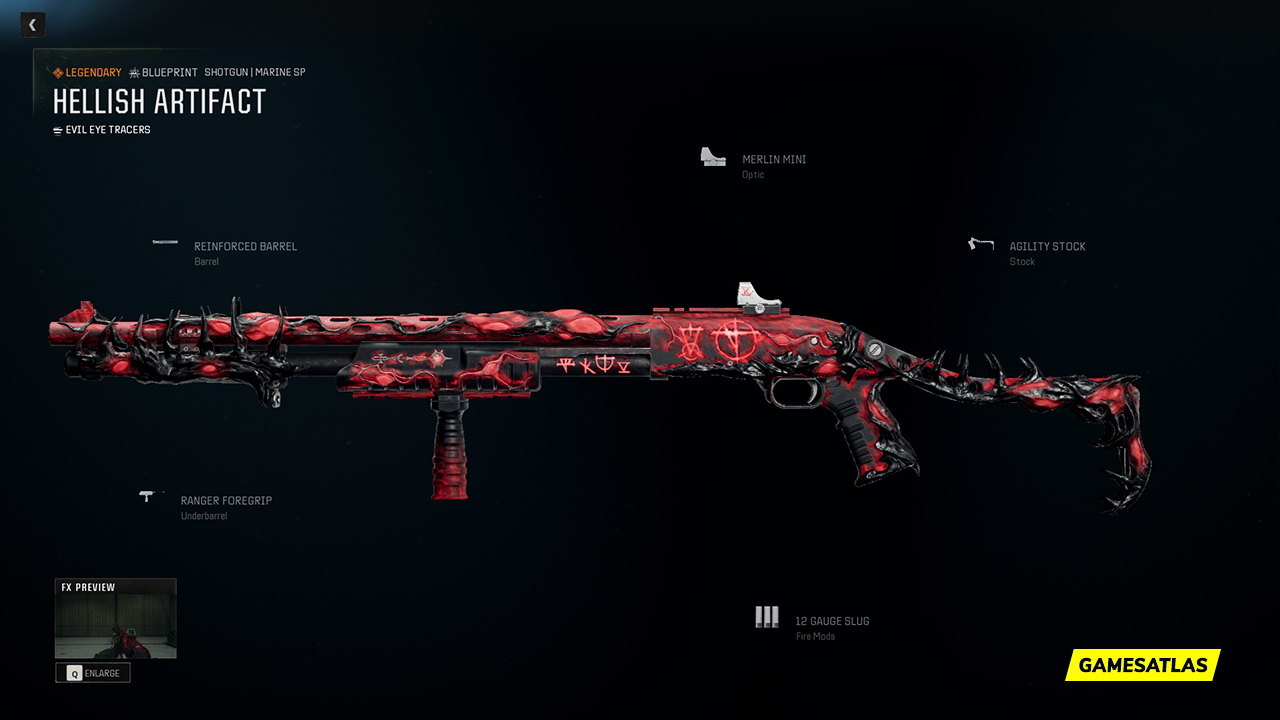 LEGENDARY BLUEPRINT SHOTGUN | MARINE SP
HELLISH ARTIFACT
EVIL EYE TRACERS
MERLIN MINI
Optic
REINFORCED BARREL
Barrel
AGILITY STOCK
Stock
RANGER FOREGRIP
Underbarrel
FX PREVIEW
Q ENLARGE
12 GAUGE SLUG
Fire Mods
GAMESATLAS